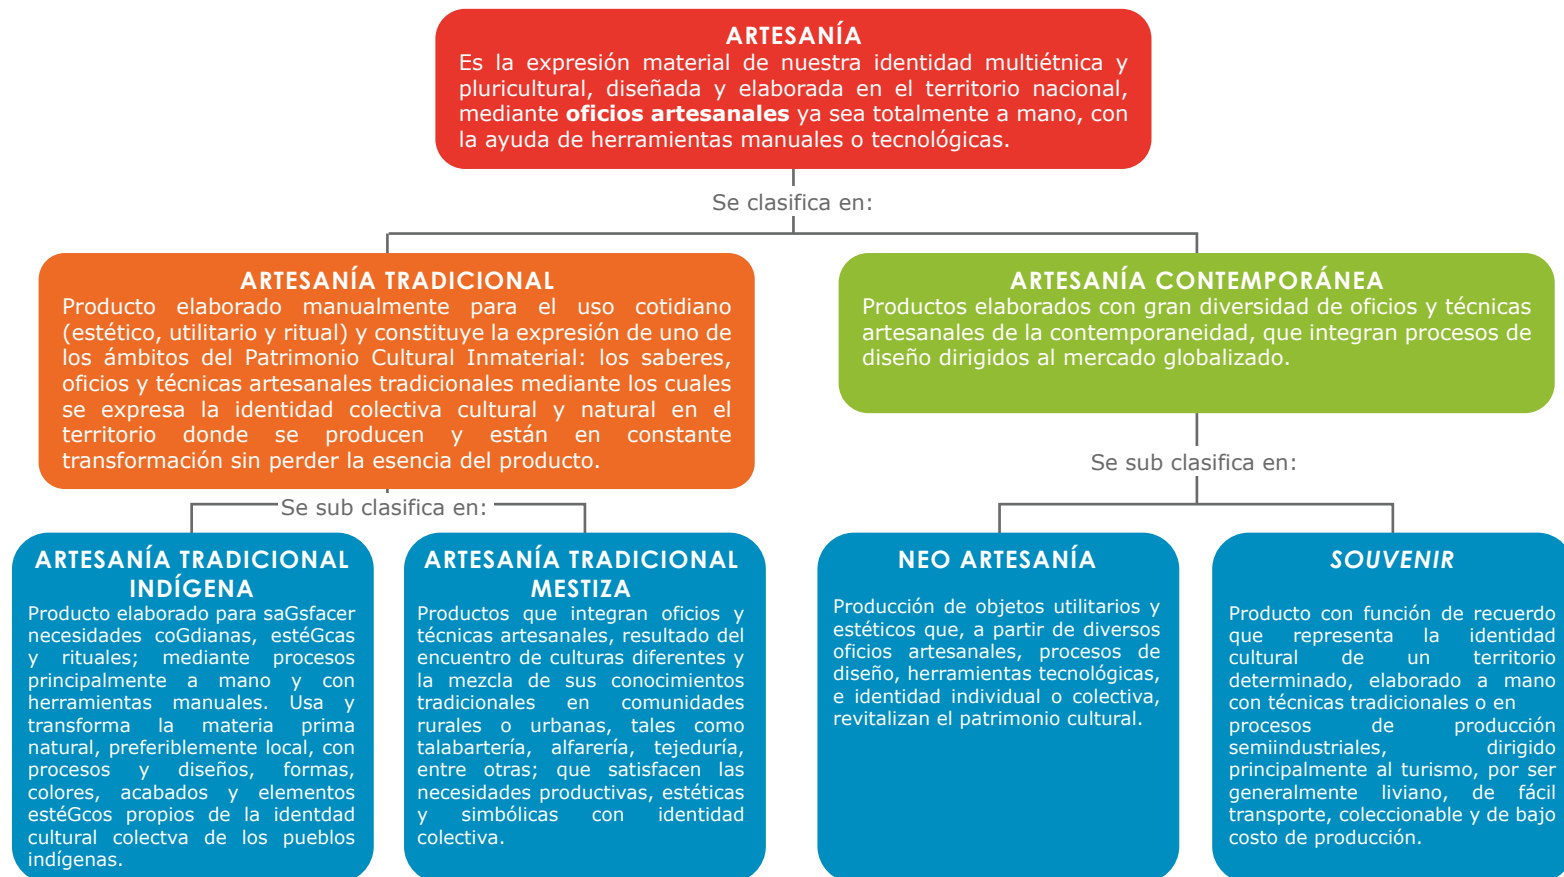 ARTESANÍA
Es la expresión material de nuestra identidad multiétnica y
pluricultural, diseñada y elaborada en el territorio nacional,
mediante oficios artesanales ya sea totalmente a mano, con
la ayuda de herramientas manuales o tecnológicas.
Se clasifica en:
ARTESANÍA TRADICIONAL
Producto elaborado manualmente para el uso cotidiano
(estético, utilitario y ritual) y constituye la expresión de uno de
los ámbitos del Patrimonio Cultural Inmaterial: los saberes,
oficios y técnicas artesanales tradicionales mediante los cuales
se expresa la identidad colectiva cultural y natural en el
territorio donde se producen y están en constante
transformación sin perder la esencia del producto.
ARTESANÍA CONTEMPORÁNEA
Productos elaborados con gran diversidad de oficios y técnicas
artesanales de la contemporaneidad, que integran procesos de
diseño dirigidos al mercado globalizado.
Se sub clasifica en:
Se sub clasifica en:
ARTESANÍA TRADICIONAL
INDÍGENA
Producto elaborado para saGsfacer
necesidades coGdianas, estéGcas
y rituales; mediante procesos
principalmente a mano y con
herramientas manuales. Usa y
transforma la materia prima
natural, preferiblemente local, con
procesos y diseños, formas,
colores, acabados y elementos
estéGcos propios de la identdad
cultural colectva de los pueblos
indígenas.
ARTESANÍA TRADICIONAL
MESTIZA
Productos que integran oficios y
técnicas artesanales, resultado del
encuentro de culturas diferentes y
la mezcla de sus conocimientos
tradicionales en comunidades
rurales o urbanas, tales como
talabartería, alfarería, tejeduría,
entre otras; que satisfacen las
necesidades productivas, estéticas
y simbólicas con identidad
colectiva.
NEO ARTESANÍA
Producción de objetos utilitarios y
estéticos que, a partir de diversos
oficios artesanales, procesos de
diseño, herramientas tecnológicas,
e identidad individual o colectiva,
revitalizan el patrimonio cultural.
SOUVENIR
Producto con función de recuerdo
que representa la identidad
cultural de un territorio
determinado, elaborado a mano
con técnicas tradicionales o en
procesos de producción
semiindustriales, dirigido
principalmente al turismo, por ser
generalmente liviano, de fácil
transporte, coleccionable y de bajo
costo de producción.